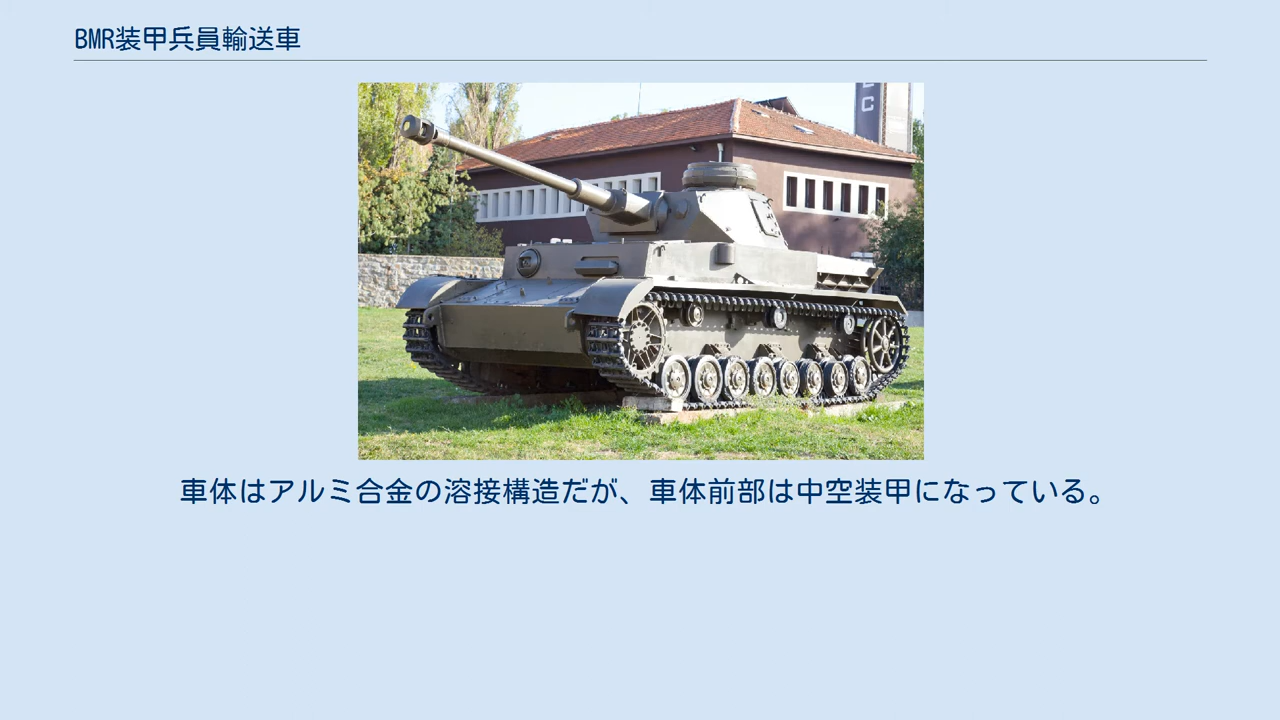 BMR装甲兵員輸送車
C
車体はアルミ合金の溶接構造だが、車体前部は中空装甲になっている。